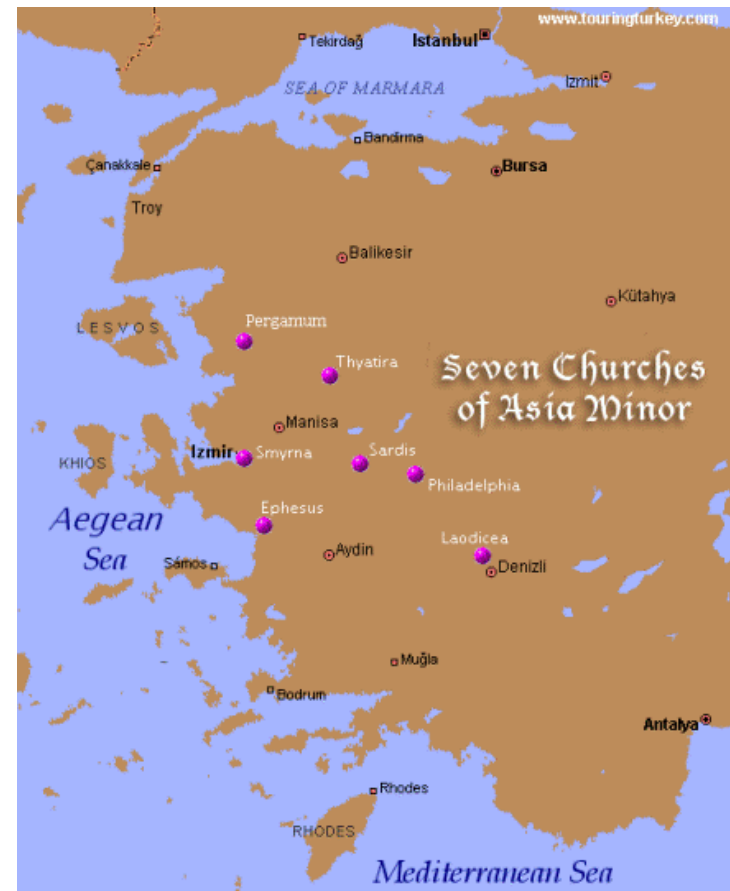 www.touringturkey.com
Tekirdağ
Istanbul
Izmit
SEA OF MARMARA
Bandirma
Çanakkale
Bursa
Troy
Balikesir
Kütahya
LESVOS
Pergamum
Thyatira
Seven Churches
of Asia Minor
Manisa
Izmir
Smyrna
Sardis
KHIOS
Philadelphia
Ephesus
Aegean
Sea
Laodicea
Aydin
Sámos
Denizli
Muğla
Bodrum
Antalya
Rhodes
RHODES
Mediterranean Sea